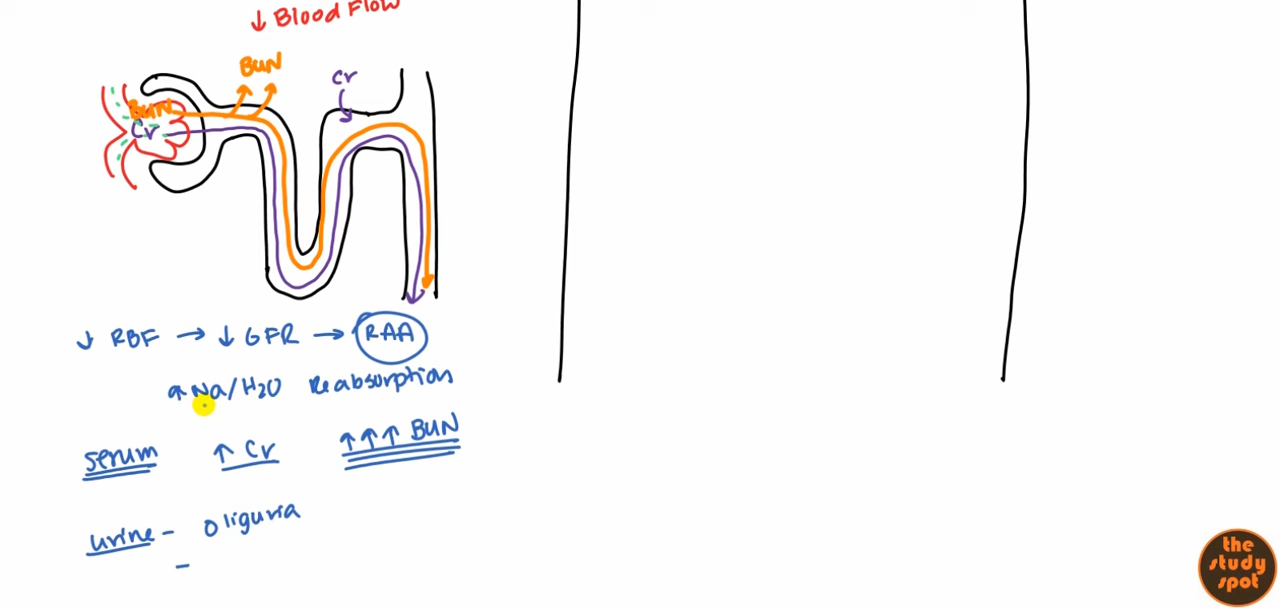 ↓ Blood Flow
BUN
Cr
BUN
Cr
↓ RBF → ↓ GFR → RAA
↑ Na/H2O Reabsorption
serum ↑ Cr ↑↑↑ BUN
urine - oliguria
-
the
study
spot